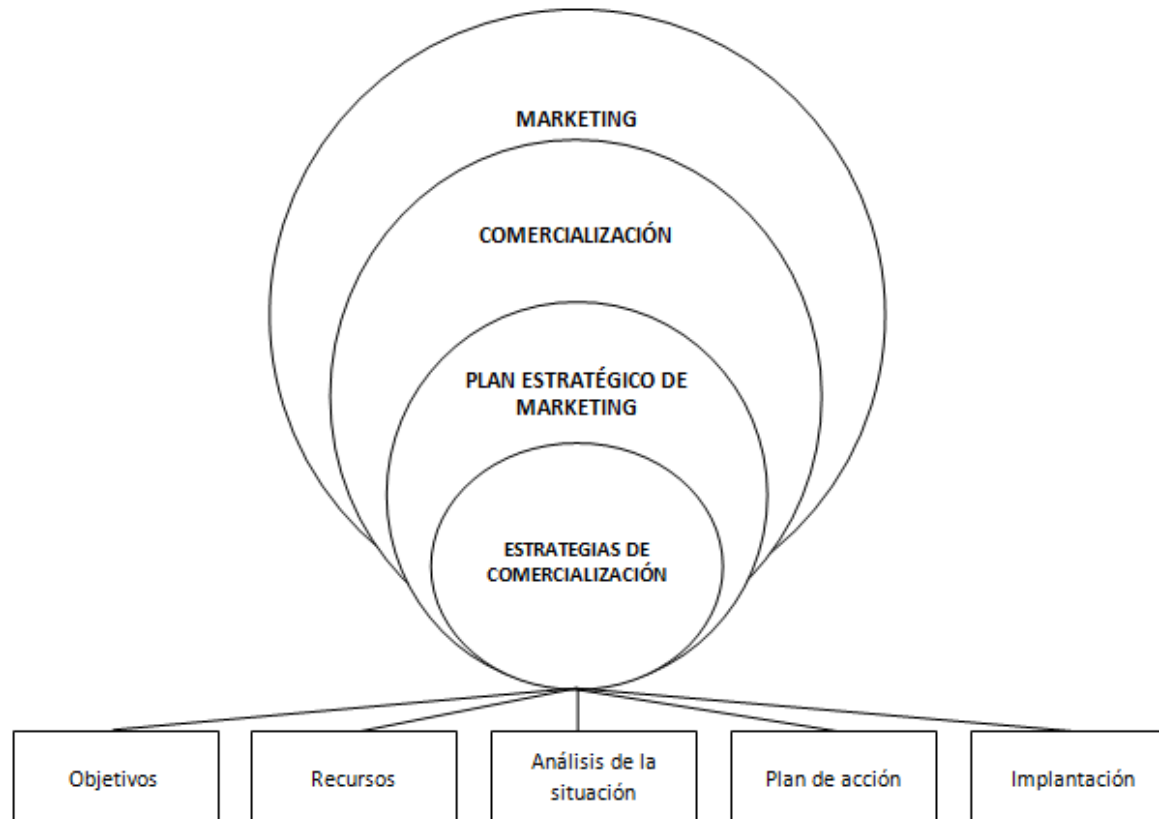 MARKETING
COMERCIALIZACIÓN
PLAN ESTRATÉGICO DE
MARKETING
ESTRATEGIAS DE
COMERCIALIZACIÓN
Objetivos
Recursos
Análisis de la
situación
Plan de acción
Implantación